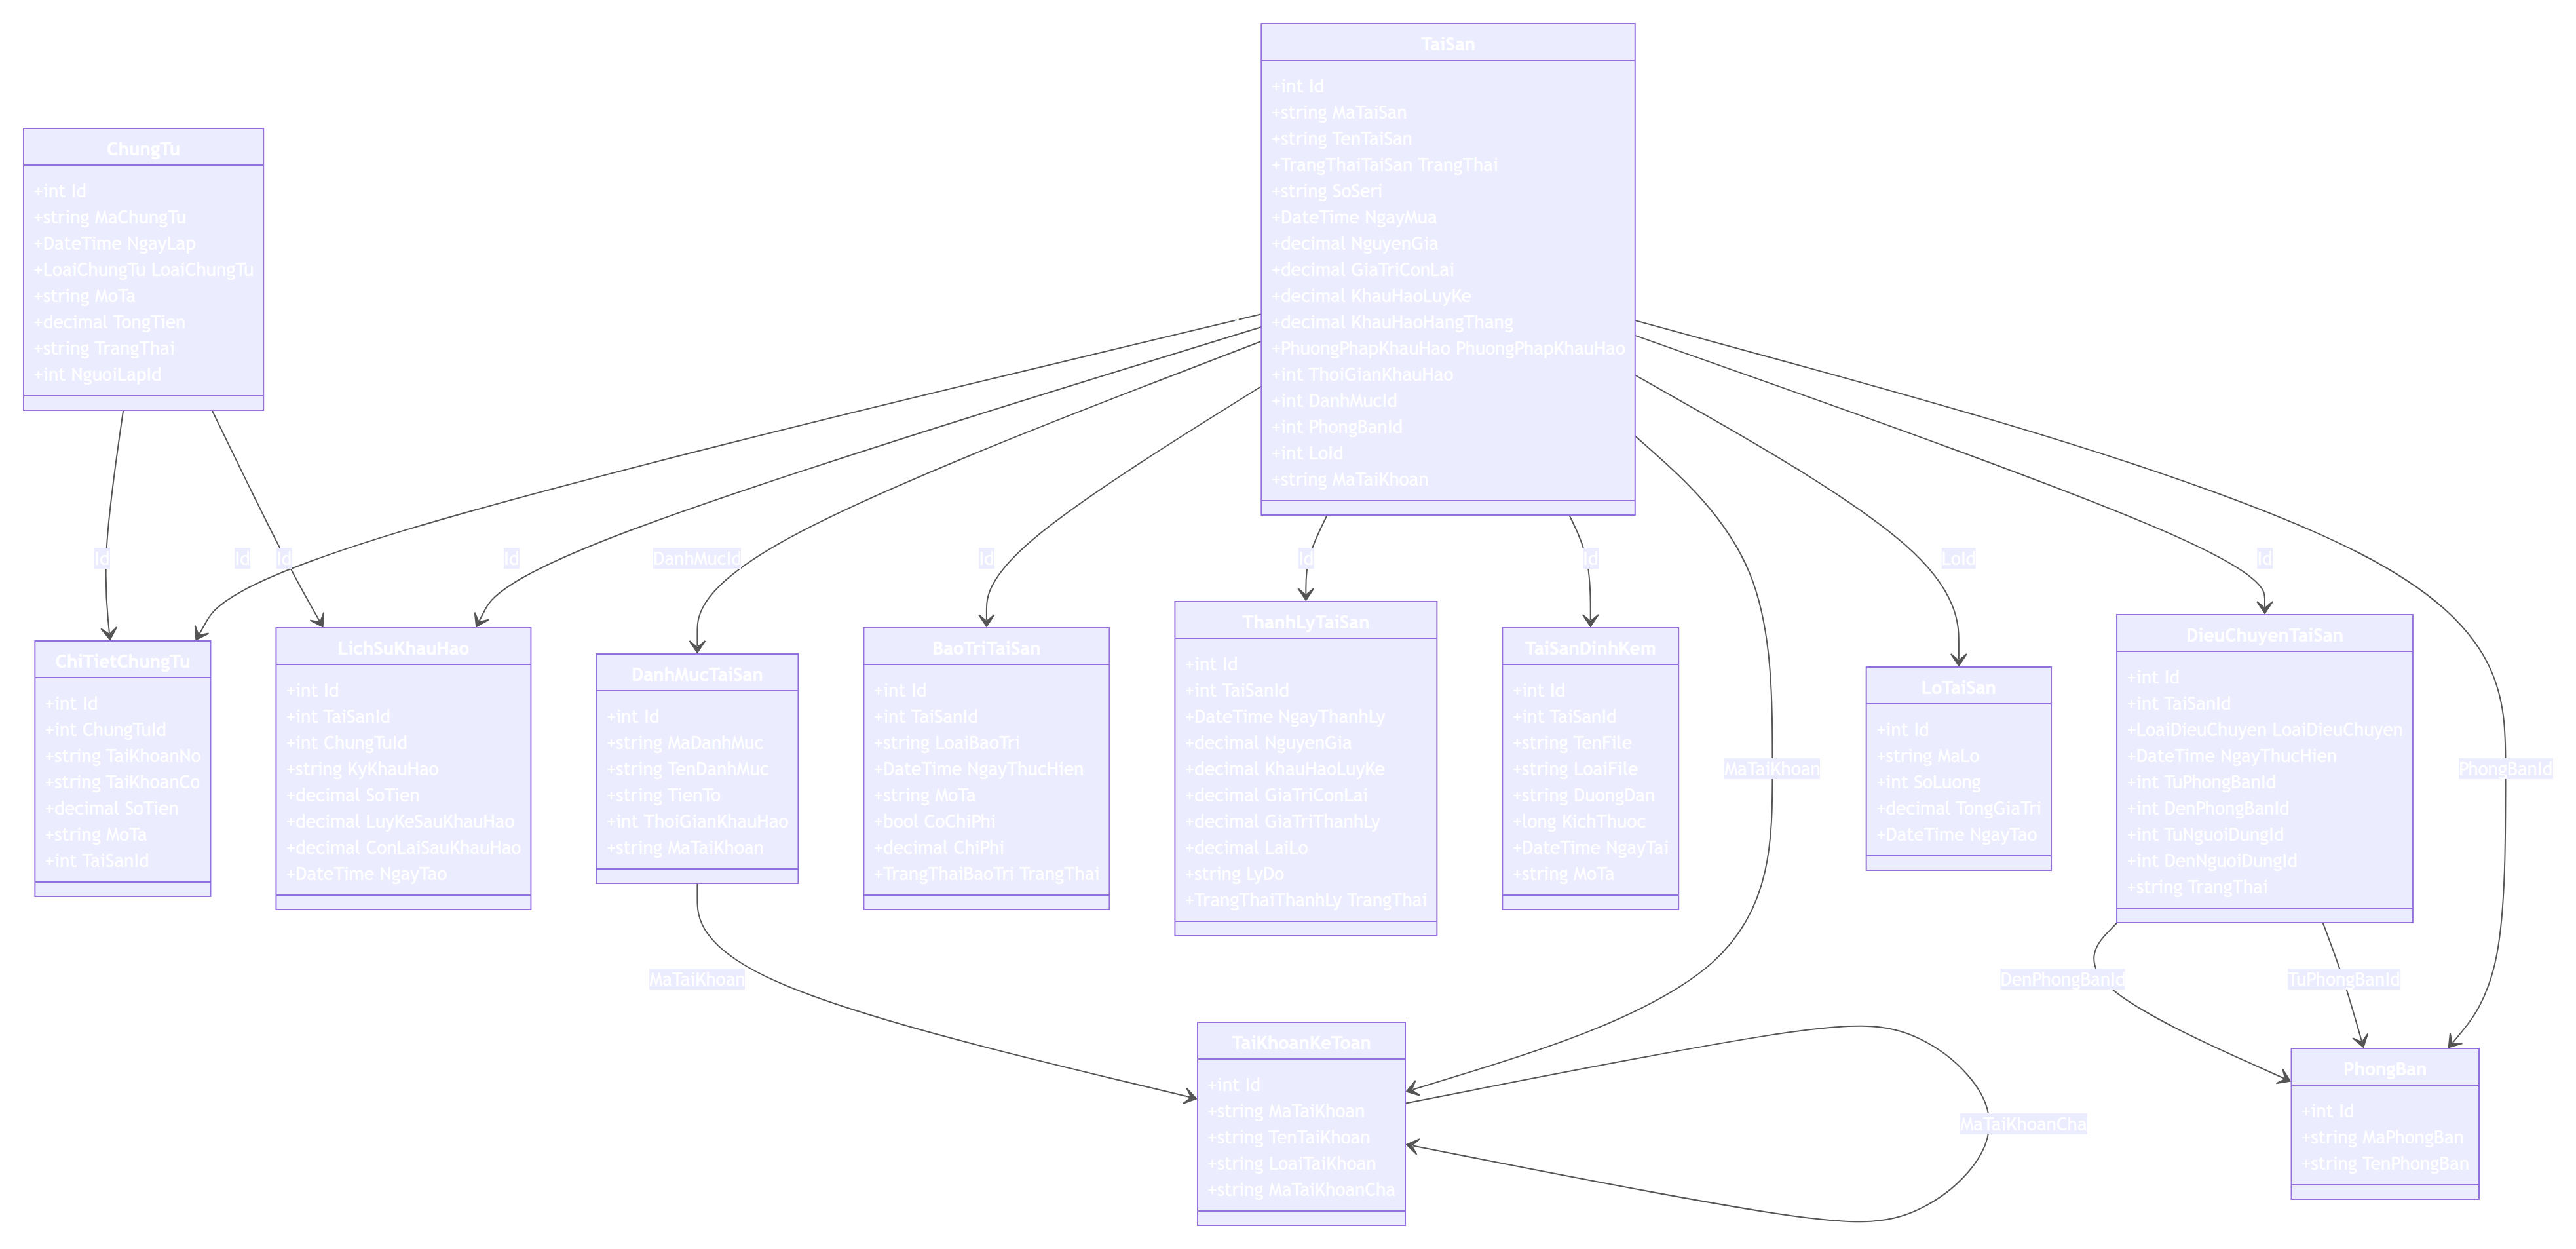 TaiSan
+int Id
+string MaTaiSan
+string TenTaiSan
+TrangThaiTaiSan TrangThai
+string SoSeri
+DateTime NgayMua
+decimal NguyenGia
+decimal GiaTriConLai
+decimal KhauHaoLuyKe
+decimal KhauHaoHangThang
+PhuongPhapKhauHao PhuongPhapKhauHao
+int ThoiGianKhauHao
+int DanhMucId
+int PhongBanId
+int LoId
+string MaTaiKhoan
ChungTu
+int Id
+string MaChungTu
+DateTime NgayLap
+LoaiChungTu LoaiChungTu
+string MoTa
+decimal TongTien
+string TrangThai
+int NguoiLapId
Id
Id
Id
Id
DanhMucId
Id
Id
Id
LoId
Id
MaTaiKhoan
PhongBanId
ChiTietChungTu
+int Id
+int ChungTuId
+string TaiKhoanNo
+string TaiKhoanCo
+decimal SoTien
+string MoTa
+int TaiSanId
LichSuKhauHao
+int Id
+int TaiSanId
+int ChungTuId
+string KyKhauHao
+decimal SoTien
+decimal LuyKeSauKhauHao
+decimal ConLaiSauKhauHao
+DateTime NgayTao
DanhMucTaiSan
+int Id
+string MaDanhMuc
+string TenDanhMuc
+string TienTo
+int ThoiGianKhauHao
+string MaTaiKhoan
BaoTriTaiSan
+int Id
+int TaiSanId
+string LoaiBaoTri
+DateTime NgayThucHien
+string MoTa
+bool CoChiPhi
+decimal ChiPhi
+TrangThaiBaoTri TrangThai
ThanhLyTaiSan
+int Id
+int TaiSanId
+DateTime NgayThanhLy
+decimal NguyenGia
+decimal KhauHaoLuyKe
+decimal GiaTriConLai
+decimal GiaTriThanhLy
+decimal LaiLo
+string LyDo
+TrangThaiThanhLy TrangThai
TaiSanDinhKem
+int Id
+int TaiSanId
+string TenFile
+string LoaiFile
+string DuongDan
+long KichThuoc
+DateTime NgayTai
+string MoTa
LoTaiSan
+int Id
+string MaLo
+int SoLuong
+decimal TongGiaTri
+DateTime NgayTao
DieuChuyenTaiSan
+int Id
+int TaiSanId
+LoaiDieuChuyen LoaiDieuChuyen
+DateTime NgayThucHien
+int TuPhongBanId
+int DenPhongBanId
+int TuNguoiDungId
+int DenNguoiDungId
+string TrangThai
MaTaiKhoan
DenPhongBanId
TuPhongBanId
TaiKhoanKeToan
+int Id
+string MaTaiKhoan
+string TenTaiKhoan
+string LoaiTaiKhoan
+string MaTaiKhoanCha
MaTaiKhoanCha
PhongBan
+int Id
+string MaPhongBan
+string TenPhongBan